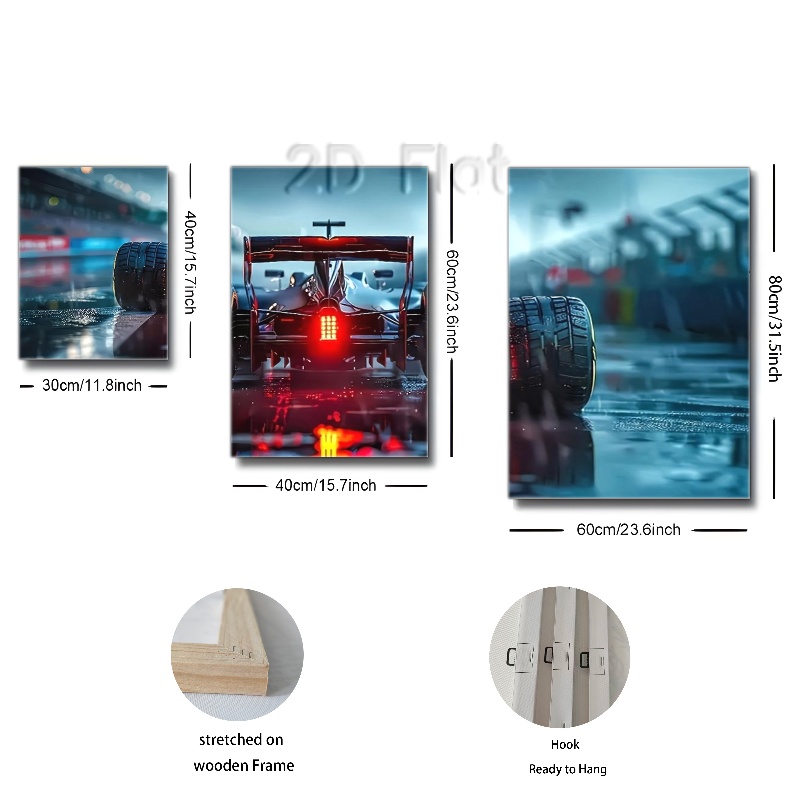 2D Flat
40cm/15.7inch
60cm/23.6inch
80cm/31.5inch
30cm/11.8inch
40cm/15.7inch
60cm/23.6inch
stretched on
wooden Frame
Hook
Ready to Hang